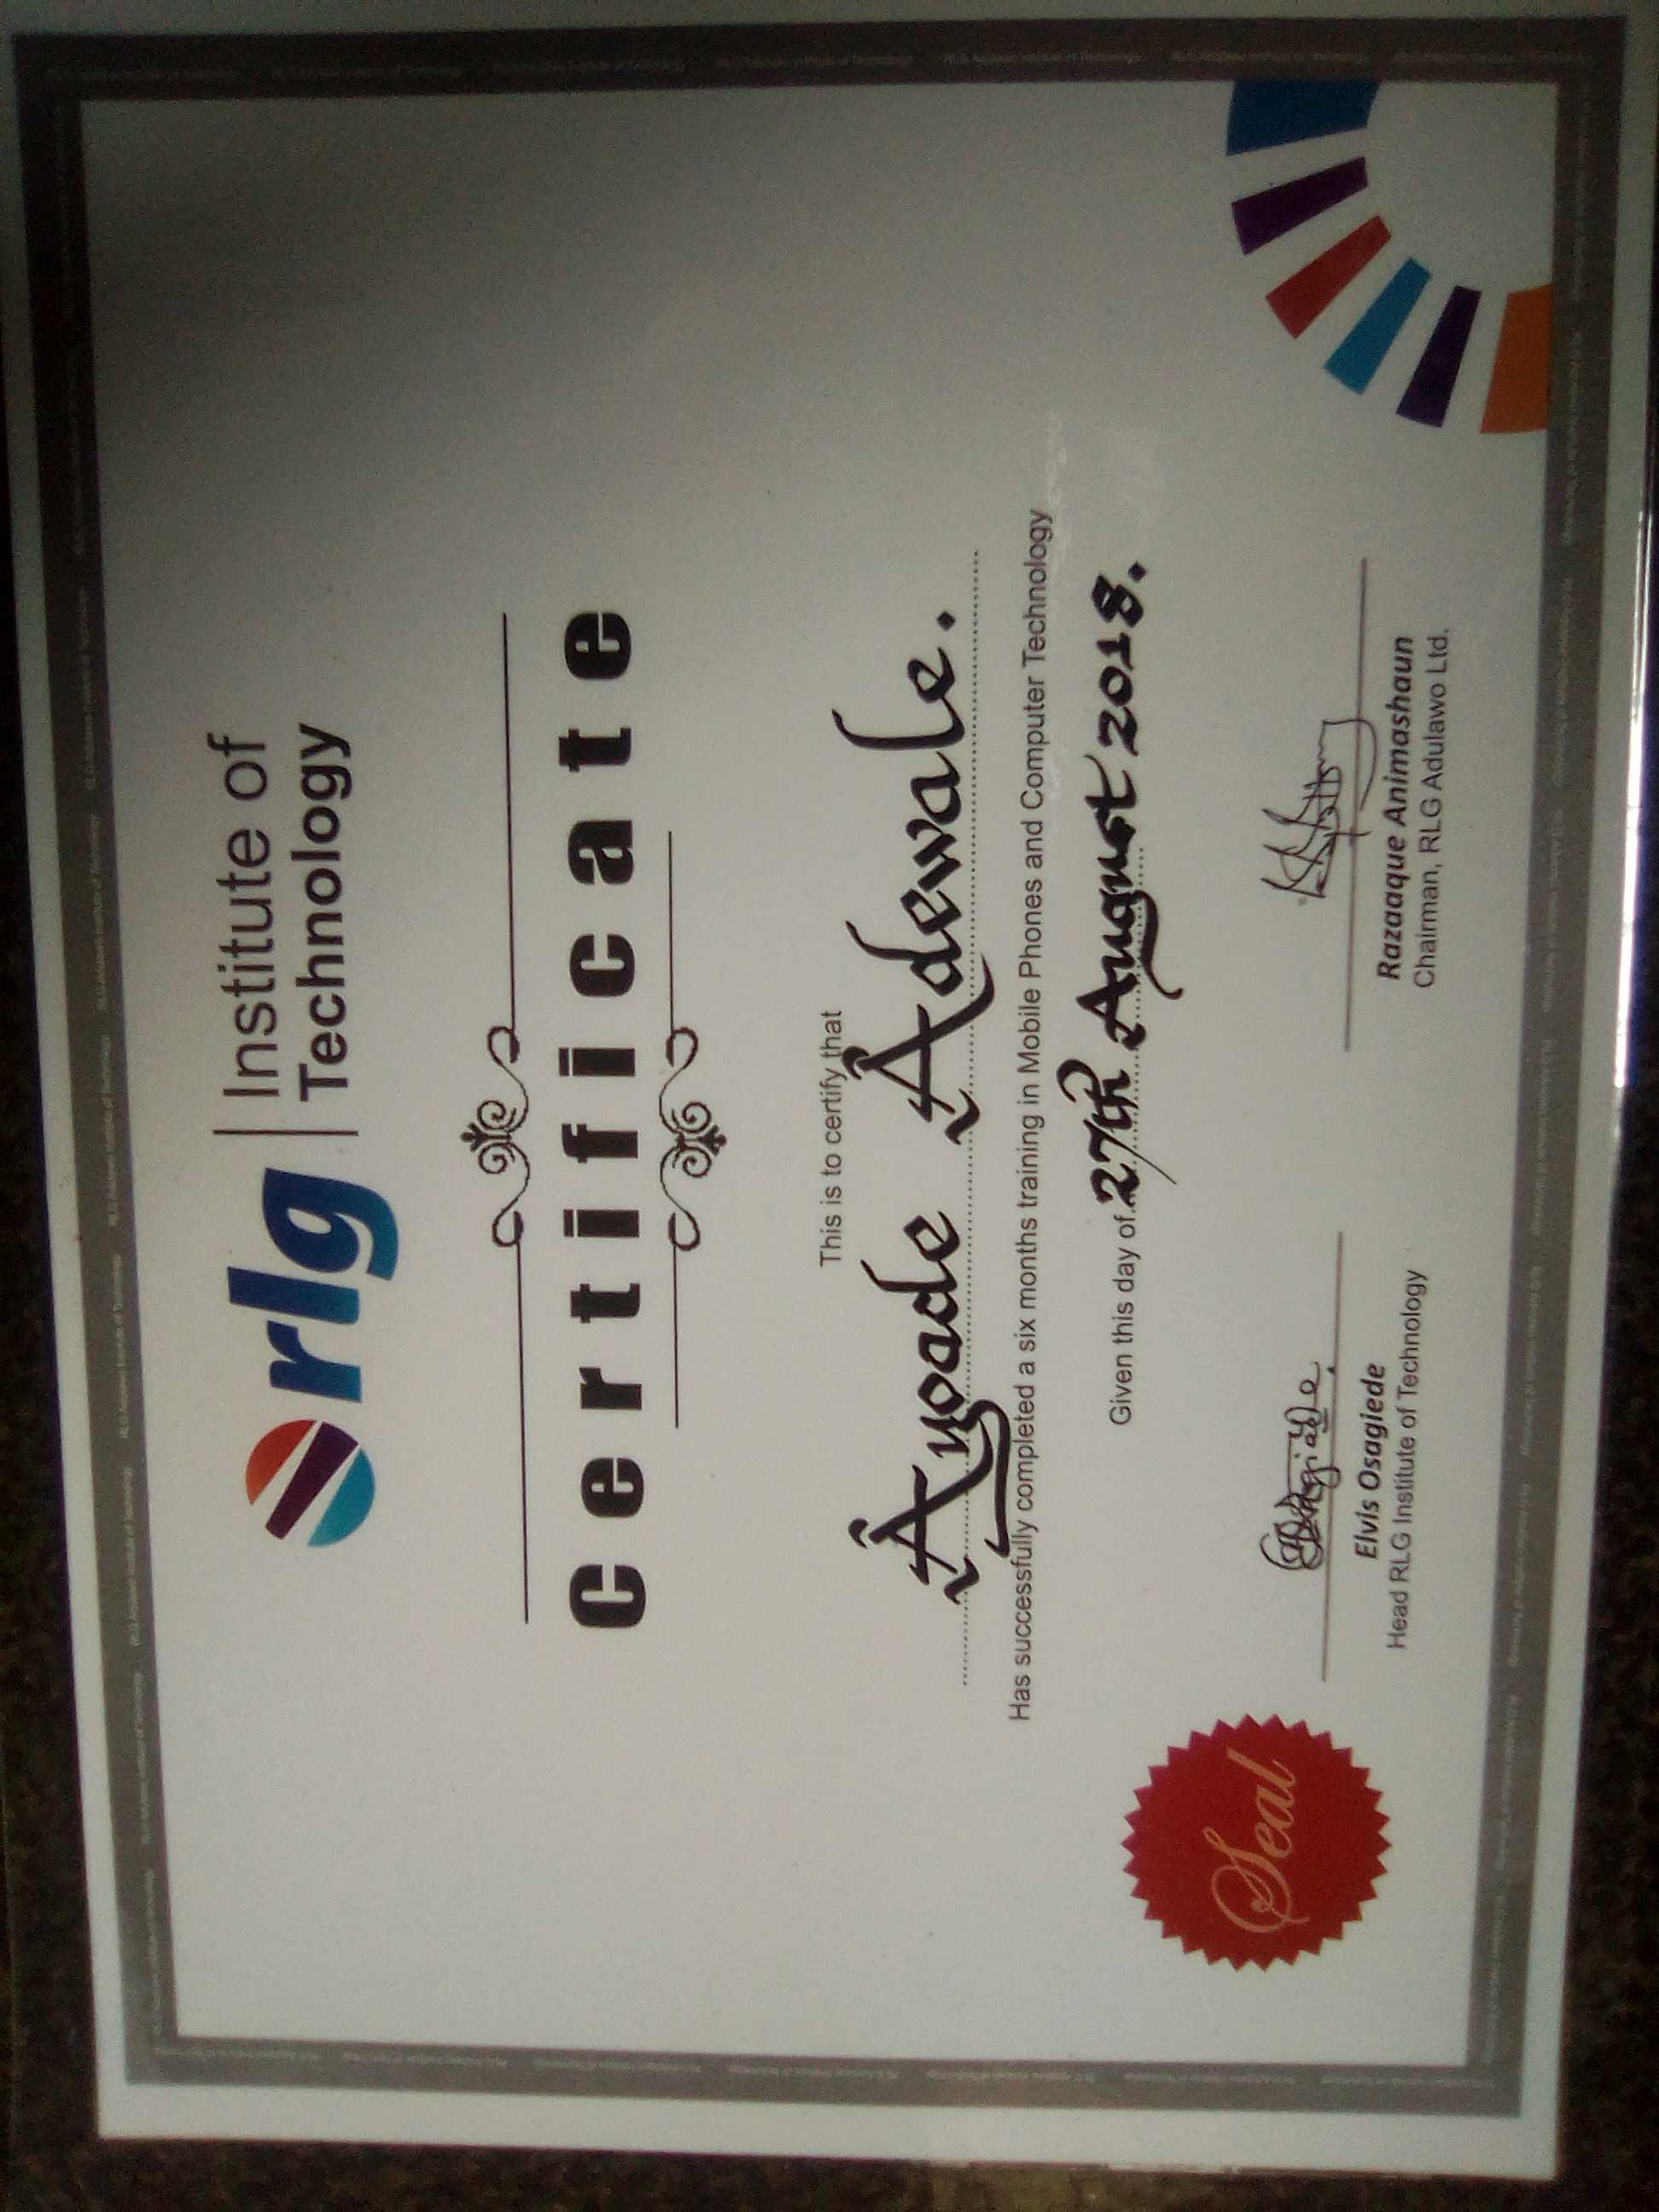 rlg
Institute of
Technology
Certificate
This is to certify that
Ayoade Adewale.
Has successfully completed a six months training in Mobile Phones and Computer Technology
Given this day of 27th August 2018.
Seal
Elvis Osagiede
Head RLG Institute of Technology
Razaaque Animashaun
Chairman, RLG Adulawo Ltd.